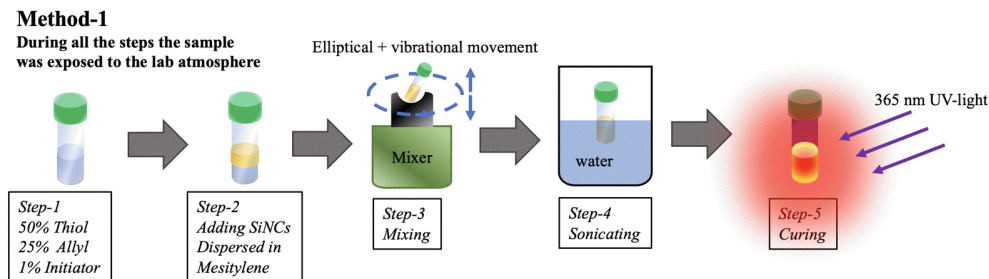 Method-1
During all the steps the sample
was exposed to the lab atmosphere
Elliptical + vibrational movement
365 nm UV-light
Mixer
water
Step-1
50% Thiol
25% Allyl
1% Initiator
Step-2
Adding SiNCs
Dispersed in
Mesitylene
Step-3
Mixing
Step-4
Sonicating
Step-5
Curing